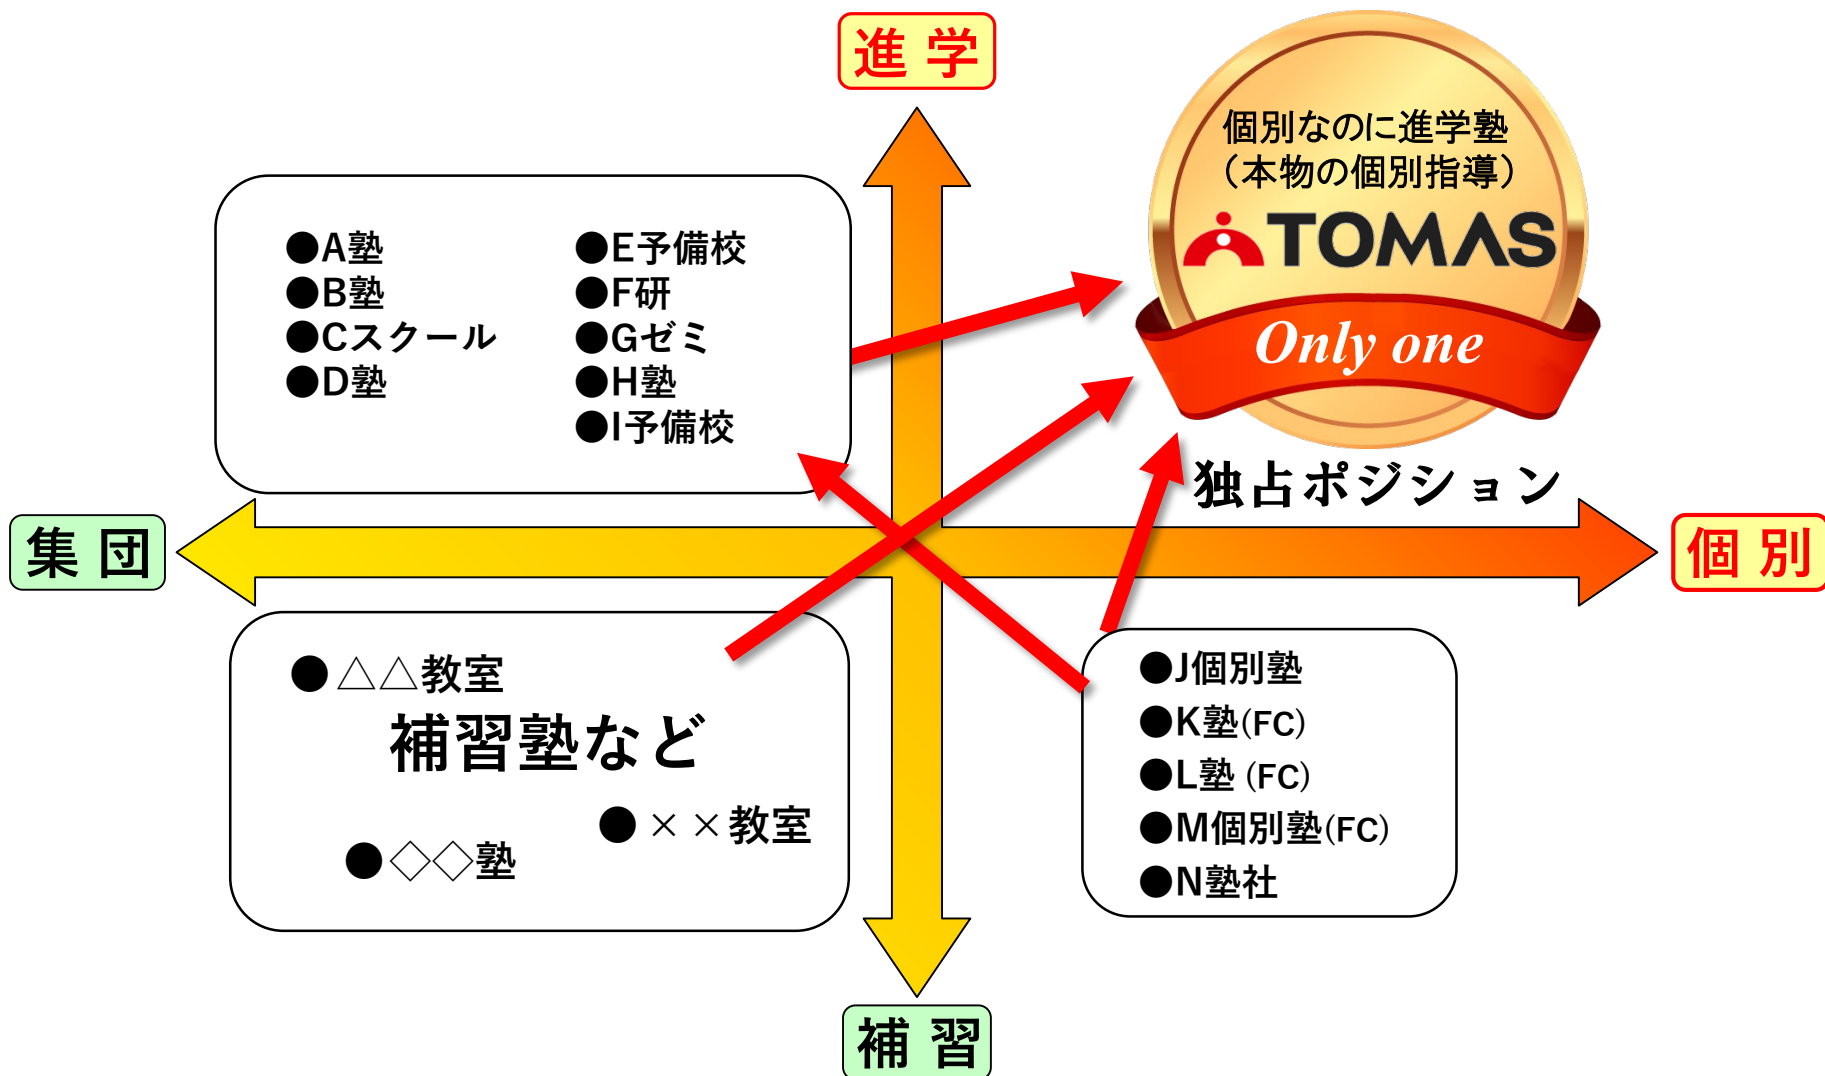 進 学
個別なのに進学塾
（本物の個別指導）
TOMAS
Only one
独占ポジション
●A塾
●B塾
●Cスクール
●D塾
●E予備校
●F研
●Gゼミ
●H塾
●I予備校
集 団
個 別
●△△教室
補習塾など
●××教室
●◇◇塾
●J個別塾
●K塾(FC)
●L塾 (FC)
●M個別塾(FC)
●N塾社
補 習